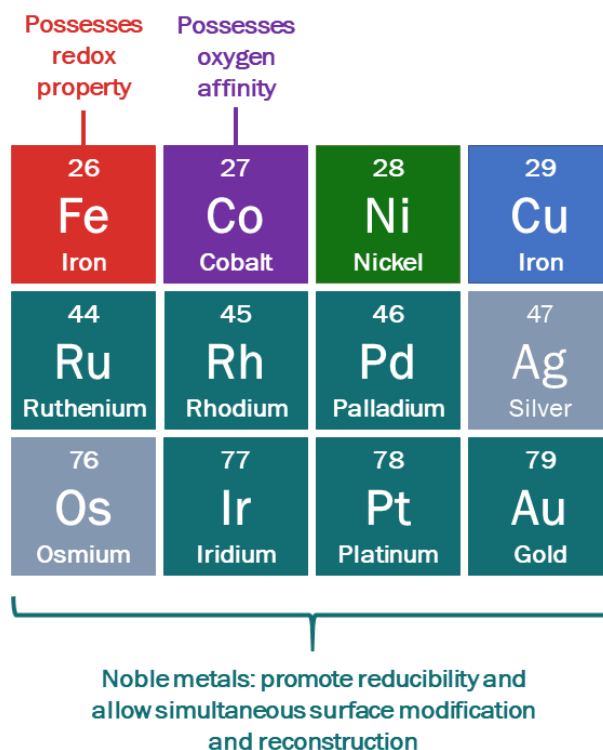 Possesses
redox
property
Possesses
oxygen
affinity
26
Fe
Iron
27
Co
Cobalt
28
Ni
Nickel
29
Cu
Iron
44
Ru
Ruthenium
45
Rh
Rhodium
46
Pd
Palladium
47
Ag
Silver
76
Os
Osmium
77
Ir
Iridium
78
Pt
Platinum
79
Au
Gold
Noble metals: promote reducibility and
allow simultaneous surface modification
and reconstruction